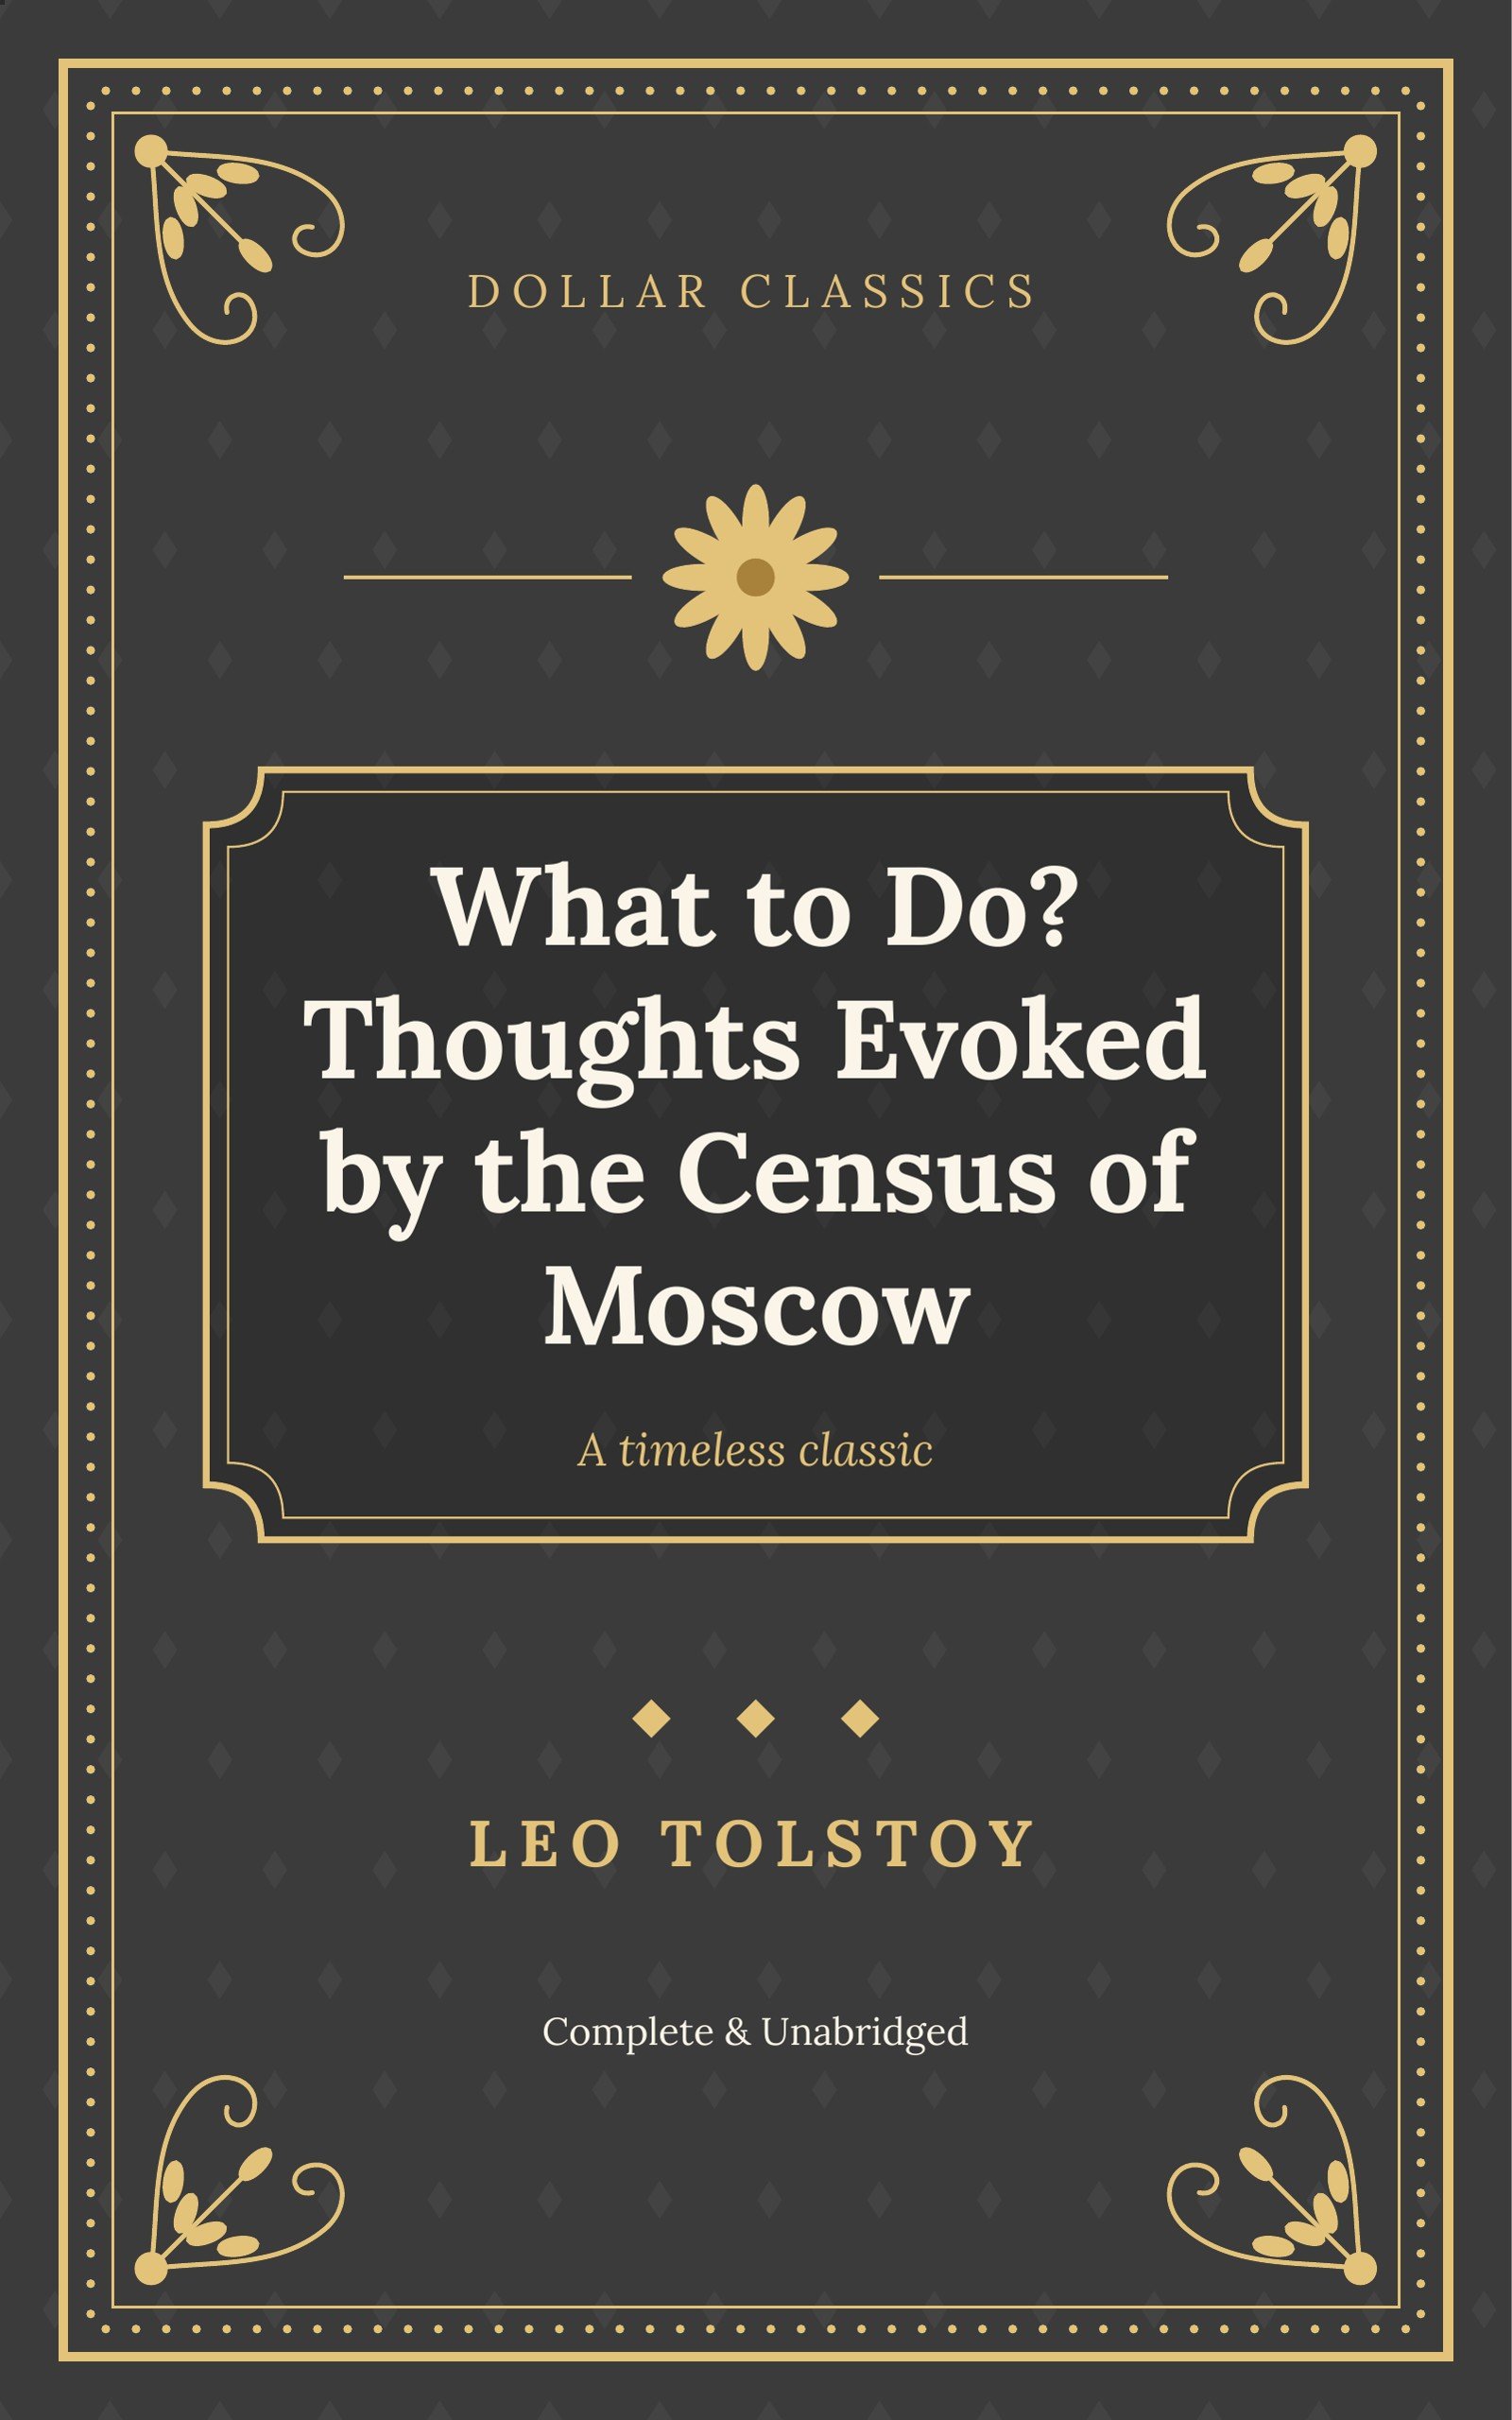 DOLLAR CLASSICS
What to Do?
Thoughts Evoked
by the Census of
Moscow
A timeless classic
LEO TOLSTOY
Complete & Unabridged